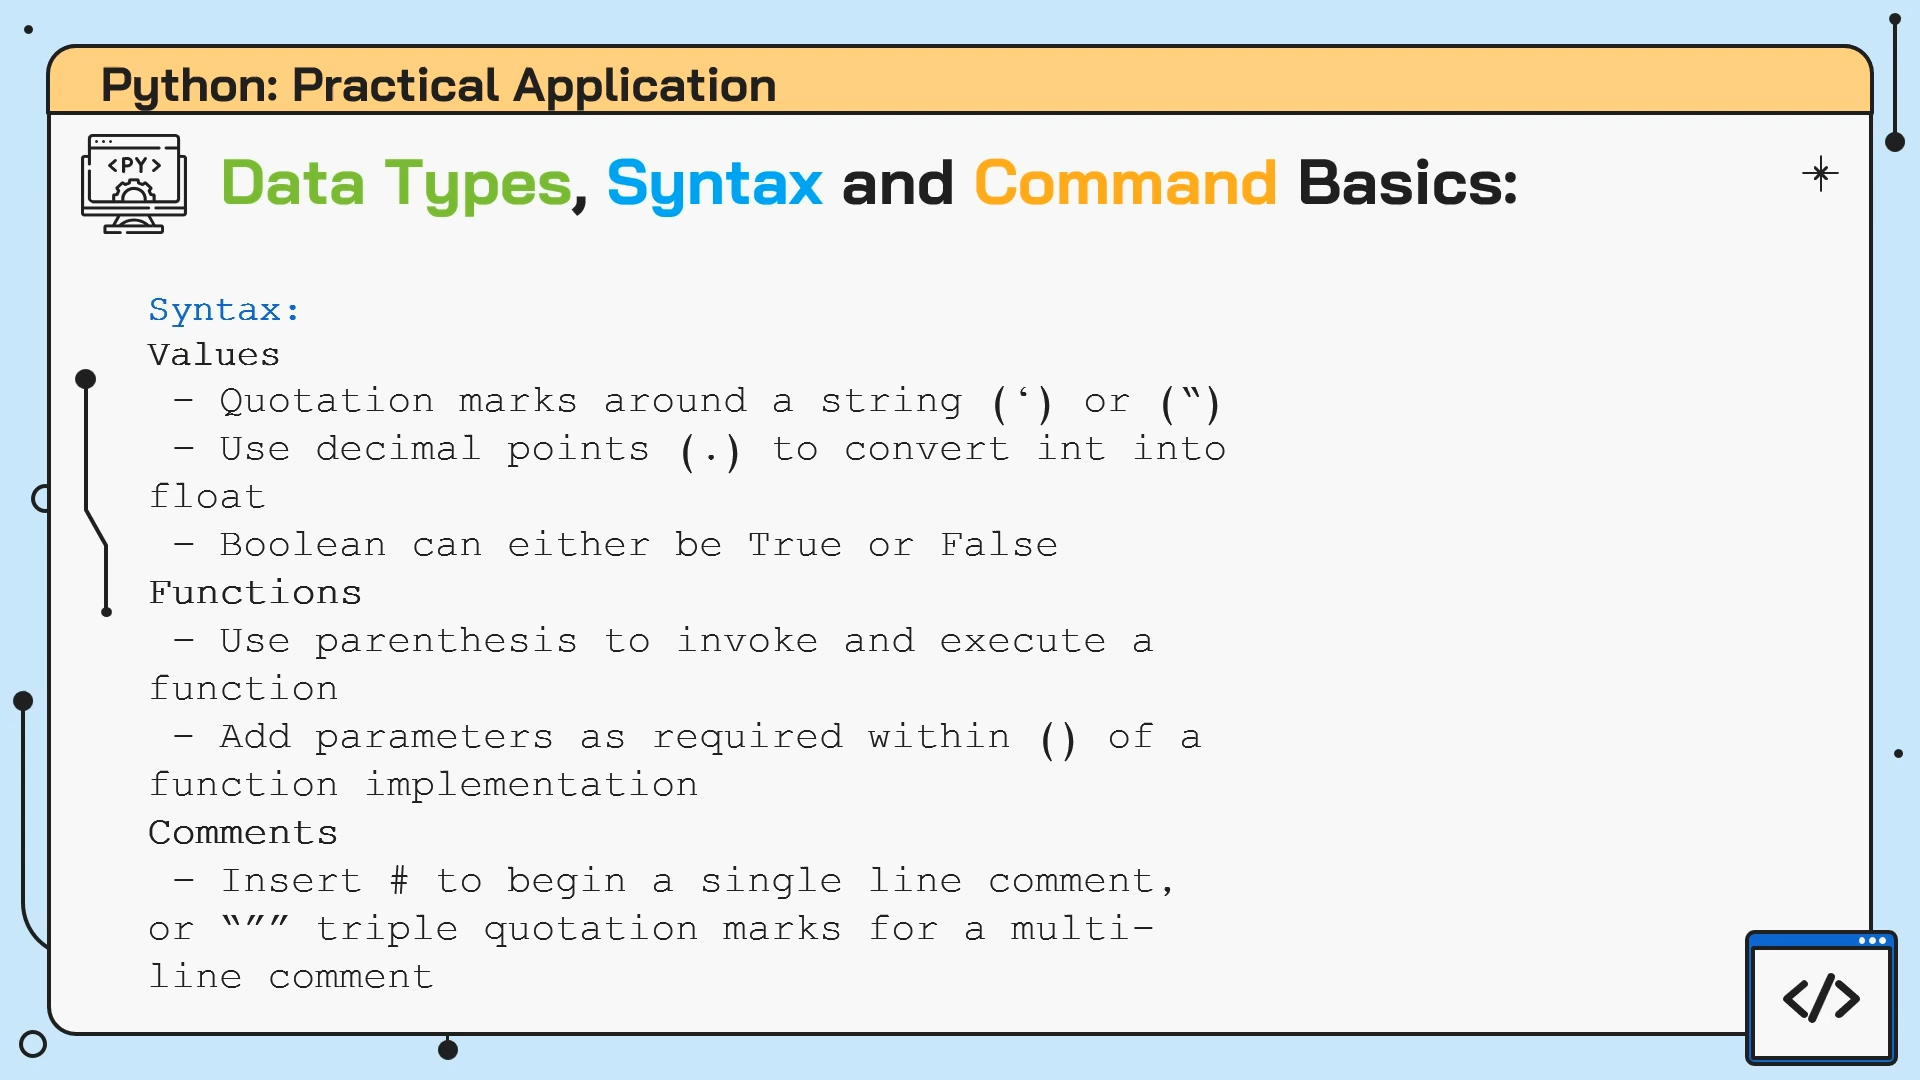 Python: Practical Application
<PY>
Data Types, Syntax and Command Basics:
Syntax:
Values
- Quotation marks around a string (‘) or (“)
- Use decimal points (.) to convert int into
float
- Boolean can either be True or False
Functions
- Use parenthesis to invoke and execute a
function
- Add parameters as required within () of a
function implementation
Comments
- Insert # to begin a single line comment,
or “”” triple quotation marks for a multi-
line comment
</>